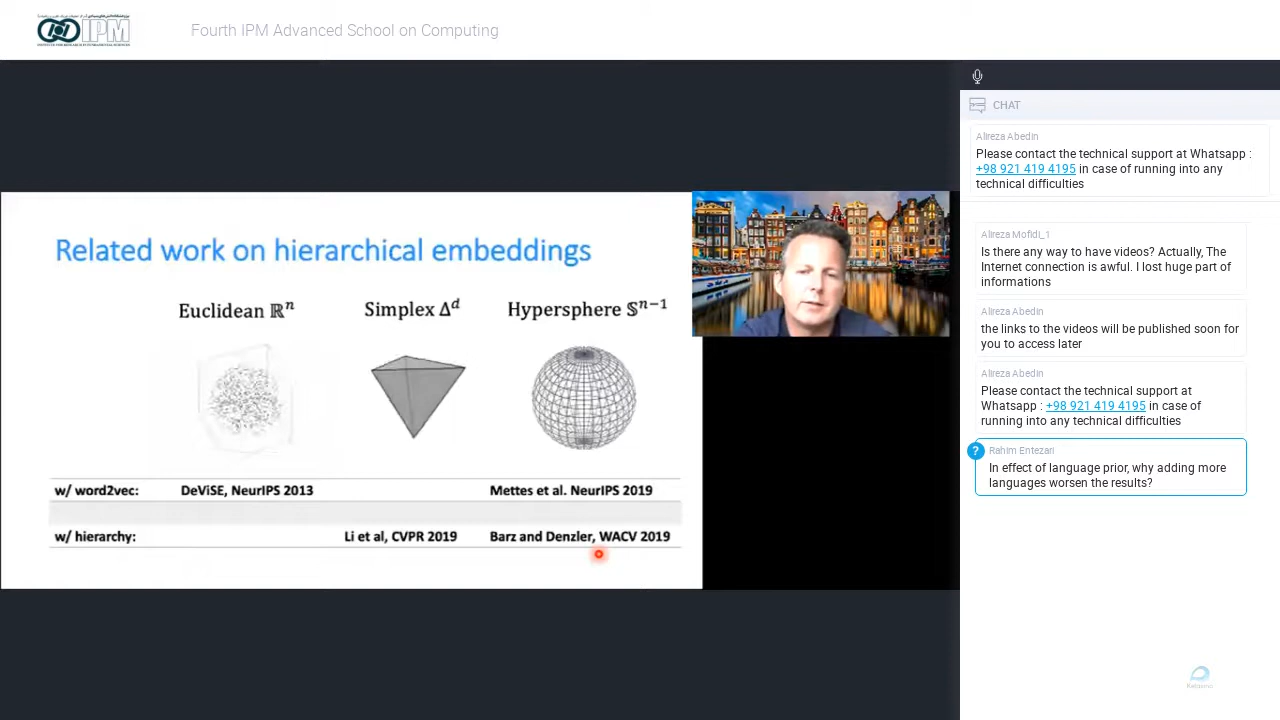 IPM
Fourth IPM Advanced School on Computing
Related work on hierarchical embeddings
Euclidean ℝⁿ
Simplex Δᵈ
Hypersphere 𝕊ⁿ⁻¹
w/ word2vec: DeViSE, NeurIPS 2013 Mettes et al. NeurIPS 2019
w/ hierarchy: Li et al, CVPR 2019 Barz and Denzler, WACV 2019
CHAT
Alireza Abedin
Please contact the technical support at Whatsapp :
+98 921 419 4195 in case of running into any
technical difficulties
Alireza Mofidi_1
Is there any way to have videos? Actually, The
Internet connection is awful. I lost huge part of
informations
Alireza Abedin
the links to the videos will be published soon for
you to access later
Alireza Abedin
Please contact the technical support at
Whatsapp : +98 921 419 4195 in case of
running into any technical difficulties
?
Rahim Entezari
In effect of language prior, why adding more
languages worsen the results?